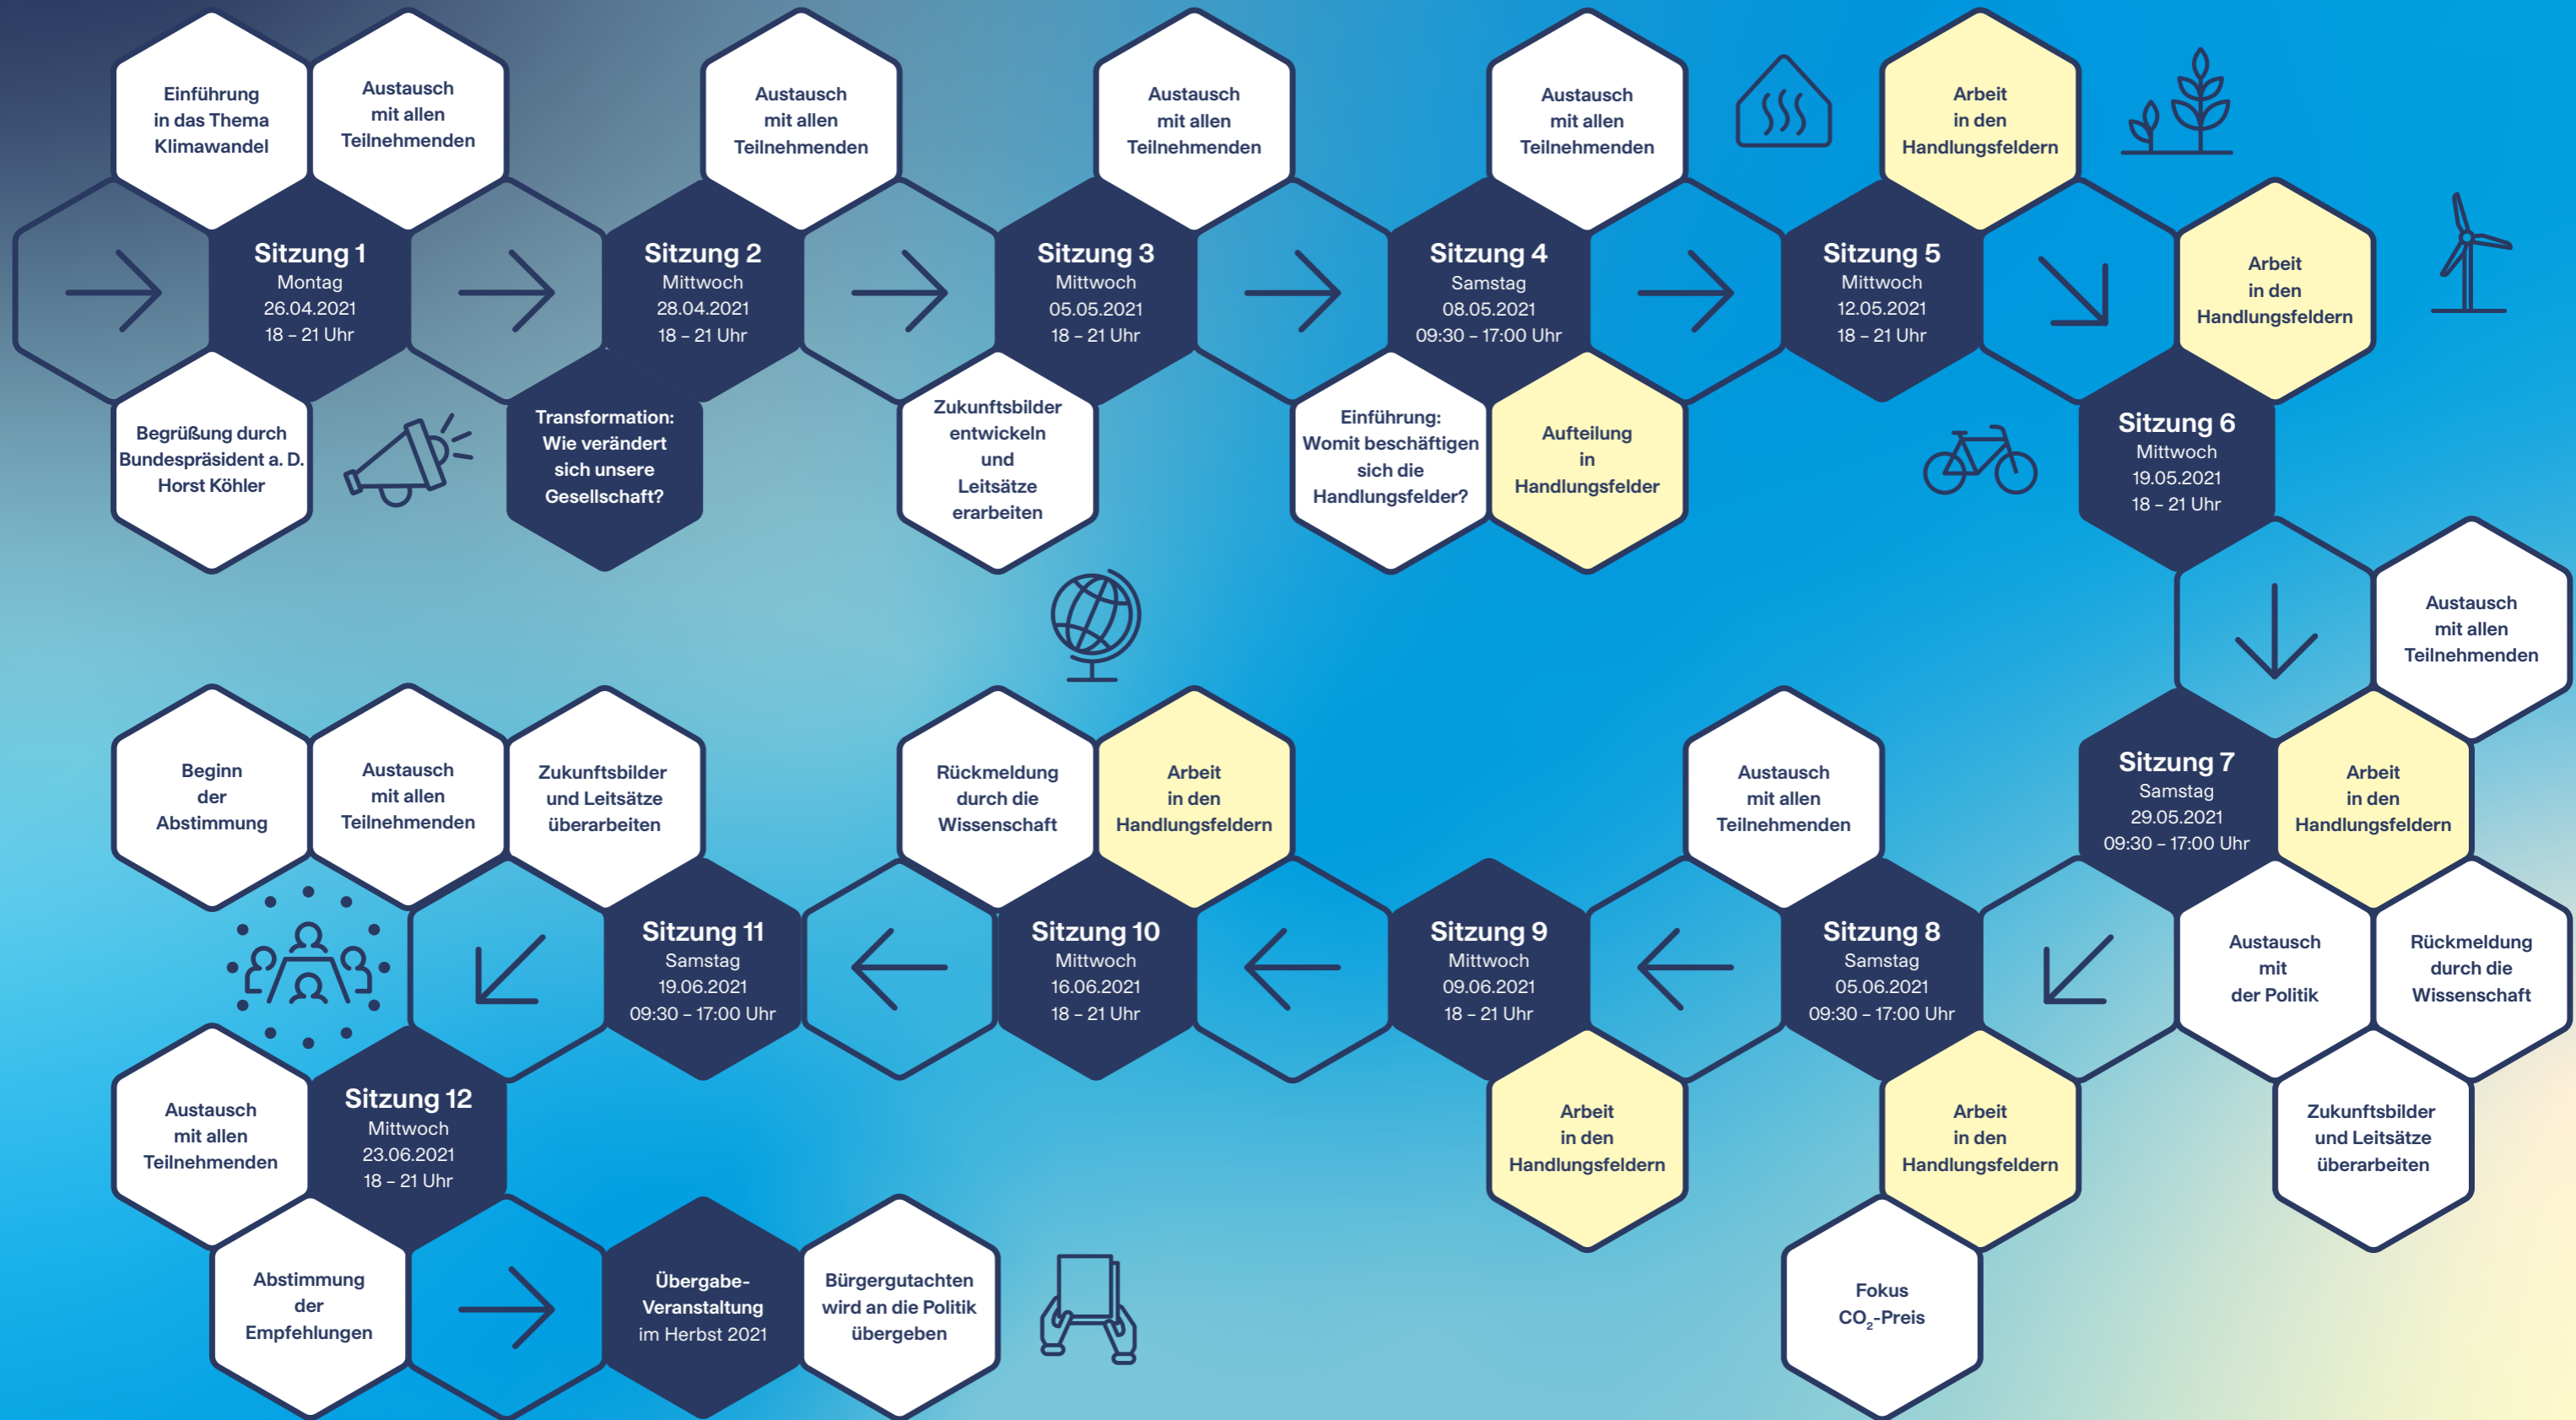 Einführung
in das Thema
Klimawandel
Austausch
mit allen
Teilnehmenden
Sitzung 1
Montag
26.04.2021
18 – 21 Uhr
Begrüßung durch
Bundespräsident a. D.
Horst Köhler
Austausch
mit allen
Teilnehmenden
Sitzung 2
Mittwoch
28.04.2021
18 – 21 Uhr
Transformation:
Wie verändert
sich unsere
Gesellschaft?
Austausch
mit allen
Teilnehmenden
Sitzung 3
Mittwoch
05.05.2021
18 – 21 Uhr
Zukunftsbilder
entwickeln
und
Leitsätze
erarbeiten
Austausch
mit allen
Teilnehmenden
Sitzung 4
Samstag
08.05.2021
09:30 – 17:00 Uhr
Einführung:
Womit beschäftigen
sich die
Handlungsfelder?
Aufteilung
in
Handlungsfelder
Arbeit
in den
Handlungsfeldern
Sitzung 5
Mittwoch
12.05.2021
18 – 21 Uhr
Arbeit
in den
Handlungsfeldern
Sitzung 6
Mittwoch
19.05.2021
18 – 21 Uhr
Austausch
mit allen
Teilnehmenden
Sitzung 7
Samstag
29.05.2021
09:30 – 17:00 Uhr
Arbeit
in den
Handlungsfeldern
Austausch
mit
der Politik
Rückmeldung
durch die
Wissenschaft
Zukunftsbilder
und Leitsätze
überarbeiten
Austausch
mit allen
Teilnehmenden
Sitzung 8
Samstag
05.06.2021
09:30 – 17:00 Uhr
Arbeit
in den
Handlungsfeldern
Fokus
CO₂-Preis
Sitzung 9
Mittwoch
09.06.2021
18 – 21 Uhr
Arbeit
in den
Handlungsfeldern
Rückmeldung
durch die
Wissenschaft
Arbeit
in den
Handlungsfeldern
Sitzung 10
Mittwoch
16.06.2021
18 – 21 Uhr
Beginn
der
Abstimmung
Austausch
mit allen
Teilnehmenden
Zukunftsbilder
und Leitsätze
überarbeiten
Sitzung 11
Samstag
19.06.2021
09:30 – 17:00 Uhr
Austausch
mit allen
Teilnehmenden
Sitzung 12
Mittwoch
23.06.2021
18 – 21 Uhr
Abstimmung
der
Empfehlungen
Übergabe-
Veranstaltung
im Herbst 2021
Bürgergutachten
wird an die Politik
übergeben